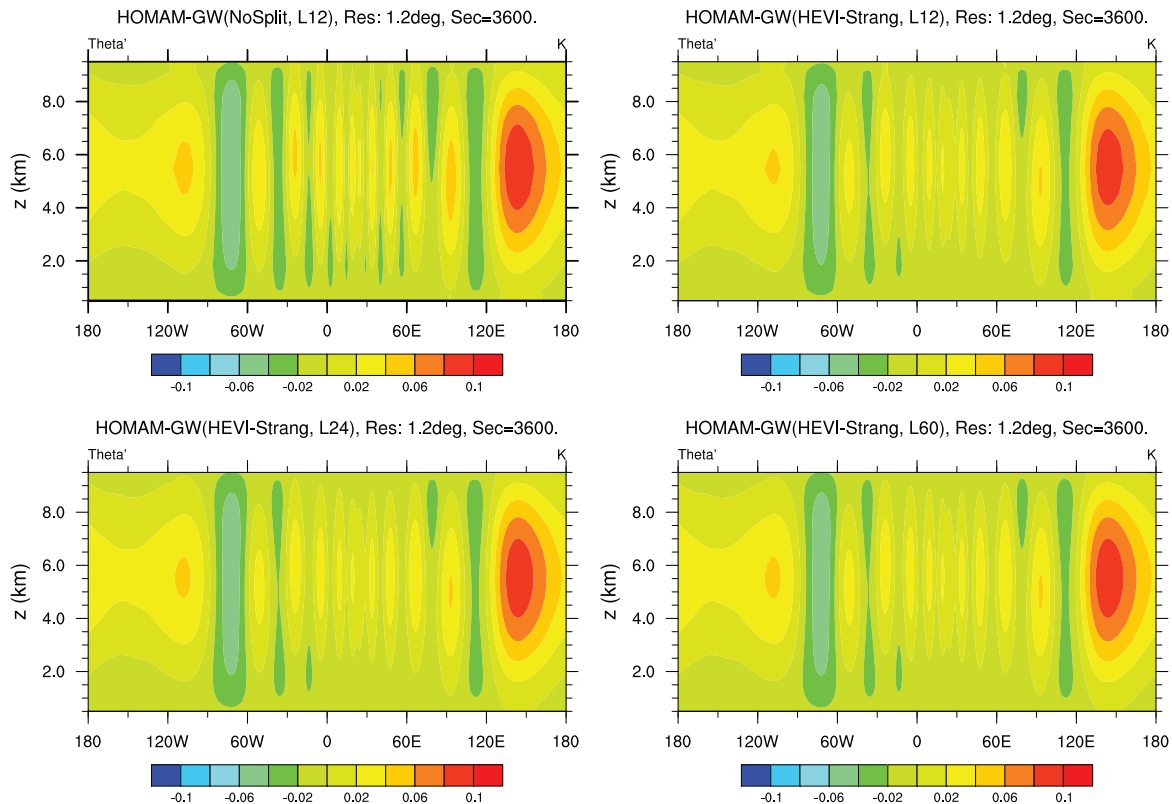 HOMAM-GW(NoSplit, L12), Res: 1.2deg, Sec=3600.
Theta' K
z (km)
8.0
6.0
4.0
2.0
180 120W 60W 0 60E 120E 180
-0.1 -0.06 -0.02 0.02 0.06 0.1
HOMAM-GW(HEVI-Strang, L12), Res: 1.2deg, Sec=3600.
Theta' K
z (km)
8.0
6.0
4.0
2.0
180 120W 60W 0 60E 120E 180
-0.1 -0.06 -0.02 0.02 0.06 0.1
HOMAM-GW(HEVI-Strang, L24), Res: 1.2deg, Sec=3600.
Theta' K
z (km)
8.0
6.0
4.0
2.0
180 120W 60W 0 60E 120E 180
-0.1 -0.06 -0.02 0.02 0.06 0.1
HOMAM-GW(HEVI-Strang, L60), Res: 1.2deg, Sec=3600.
Theta' K
z (km)
8.0
6.0
4.0
2.0
180 120W 60W 0 60E 120E 180
-0.1 -0.06 -0.02 0.02 0.06 0.1